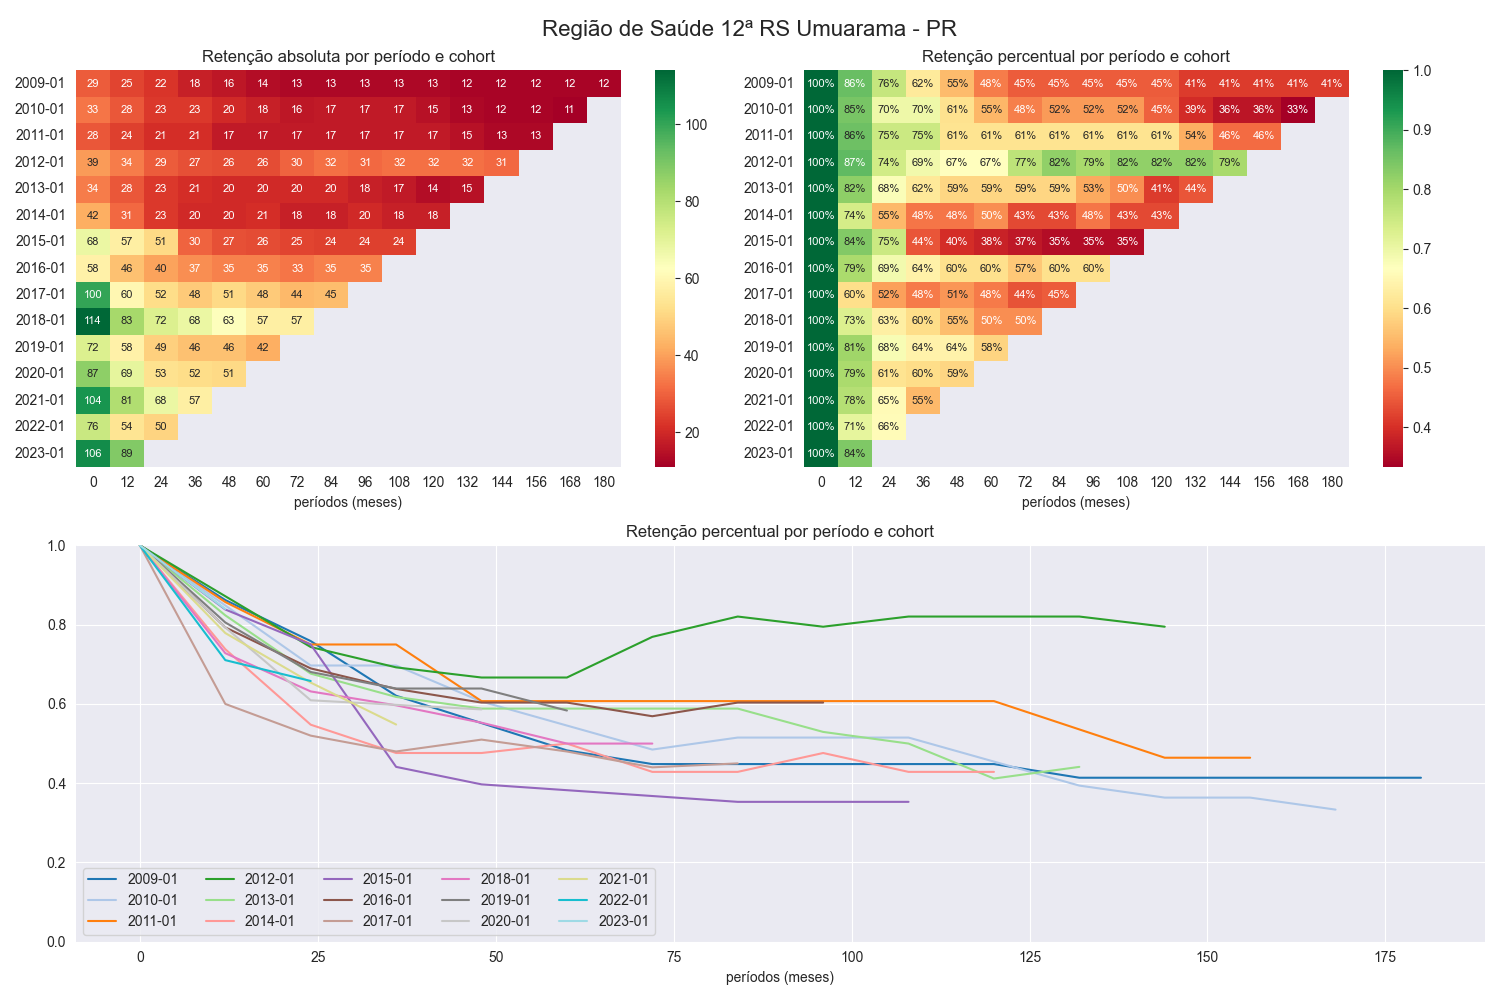 Região de Saúde 12ª RS Umuarama - PR
Retenção absoluta por período e cohort
2009-01 29 25 22 18 16 14 13 13 13 13 13 12 12 12 12 12
2010-01 33 28 23 23 20 18 16 17 17 17 15 13 12 12 11
2011-01 28 24 21 21 17 17 17 17 17 17 17 15 13 13
2012-01 39 34 29 27 26 26 30 32 31 32 32 32 31
2013-01 34 28 23 21 20 20 20 20 18 17 14 15
2014-01 42 31 23 20 20 21 18 18 20 18 18
2015-01 68 57 51 30 27 26 25 24 24 24
2016-01 58 46 40 37 35 35 33 35 35
2017-01 100 60 52 48 51 48 44 45
2018-01 114 83 72 68 63 57 57
2019-01 72 58 49 46 46 42
2020-01 87 69 53 52 51
2021-01 104 81 68 57
2022-01 76 54 50
2023-01 106 89
0 12 24 36 48 60 72 84 96 108 120 132 144 156 168 180
períodos (meses)
100
80
60
40
20
Retenção percentual por período e cohort
2009-01 100% 86% 76% 62% 55% 48% 45% 45% 45% 45% 45% 41% 41% 41% 41% 41%
2010-01 100% 85% 70% 70% 61% 55% 48% 52% 52% 52% 45% 39% 36% 36% 33%
2011-01 100% 86% 75% 75% 61% 61% 61% 61% 61% 61% 61% 54% 46% 46%
2012-01 100% 87% 74% 69% 67% 67% 77% 82% 79% 82% 82% 82% 79%
2013-01 100% 82% 68% 62% 59% 59% 59% 59% 53% 50% 41% 44%
2014-01 100% 74% 55% 48% 48% 50% 43% 43% 48% 43% 43%
2015-01 100% 84% 75% 44% 40% 38% 37% 35% 35% 35%
2016-01 100% 79% 69% 64% 60% 60% 57% 60% 60%
2017-01 100% 60% 52% 48% 51% 48% 44% 45%
2018-01 100% 73% 63% 60% 55% 50% 50%
2019-01 100% 81% 68% 64% 64% 58%
2020-01 100% 79% 61% 60% 59%
2021-01 100% 78% 65% 55%
2022-01 100% 71% 66%
2023-01 100% 84%
0 12 24 36 48 60 72 84 96 108 120 132 144 156 168 180
períodos (meses)
1.0
0.9
0.8
0.7
0.6
0.5
0.4
Retenção percentual por período e cohort
1.0
0.8
0.6
0.4
0.2
0.0
2009-01 2012-01 2015-01 2018-01 2021-01
2010-01 2013-01 2016-01 2019-01 2022-01
2011-01 2014-01 2017-01 2020-01 2023-01
0 25 50 75 100 125 150 175
períodos (meses)